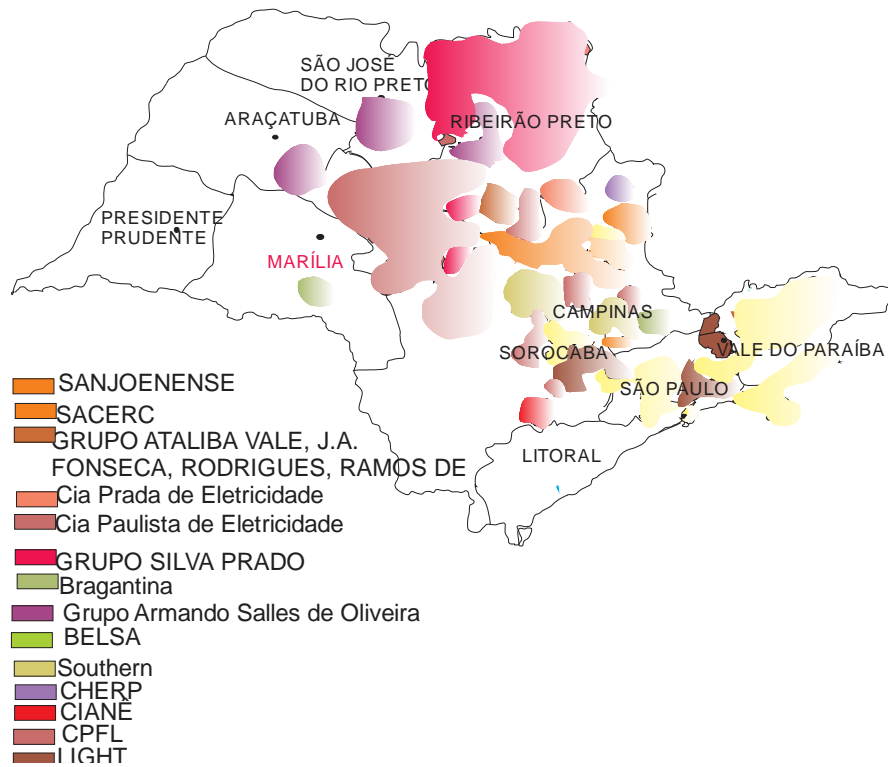 SÃO JOSÉ
DO RIO PRETO
ARAÇATUBA
RIBEIRÃO PRETO
PRESIDENTE
PRUDENTE
MARÍLIA
CAMPINAS
SOROCABA
VALE DO PARAÍBA
SÃO PAULO
LITORAL
SANJOENENSE
SACERC
GRUPO ATALIBA VALE, J.A.
FONSECA, RODRIGUES, RAMOS DE
Cia Prada de Eletricidade
Cia Paulista de Eletricidade
GRUPO SILVA PRADO
Bragantina
Grupo Armando Salles de Oliveira
BELSA
Southern
CHERP
CIANÊ
CPFL
LIGHT